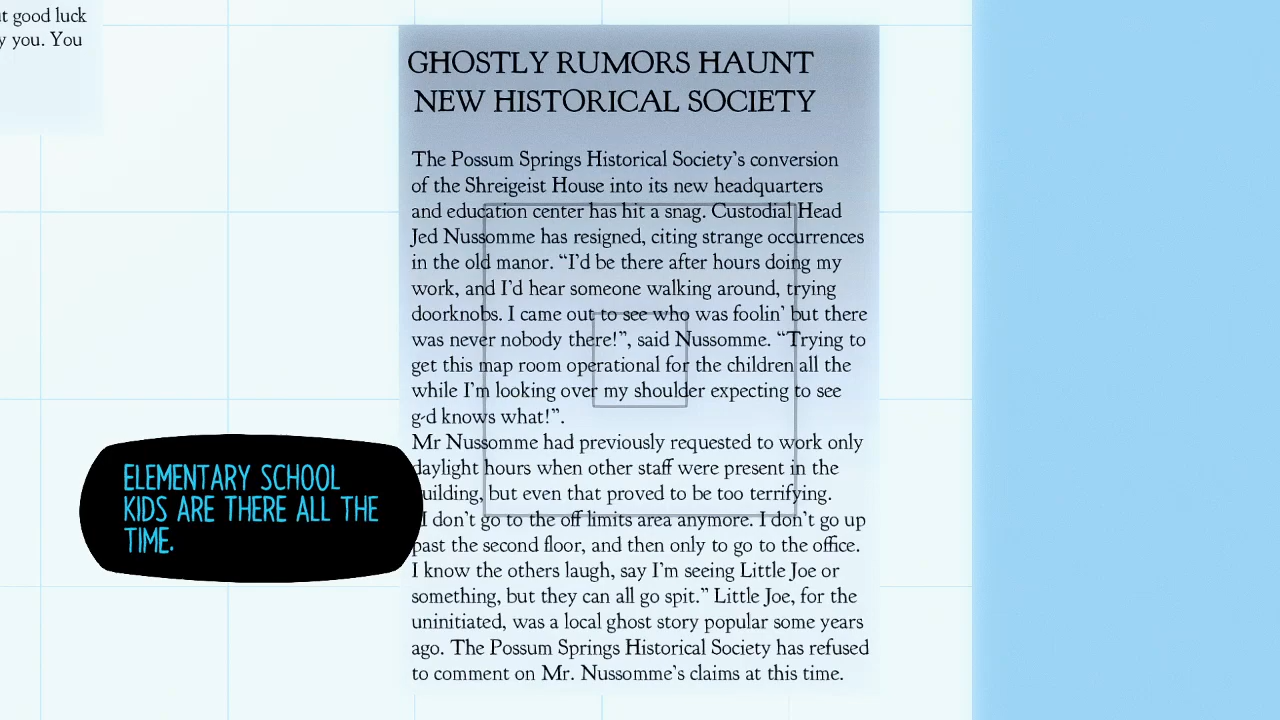 ut good luck
y you. You
GHOSTLY RUMORS HAUNT
NEW HISTORICAL SOCIETY
The Possum Springs Historical Society's conversion
of the Shreigeist House into its new headquarters
and education center has hit a snag. Custodial Head
Jed Nussomme has resigned, citing strange occurrences
in the old manor. “I'd be there after hours doing my
work, and I'd hear someone walking around, trying
doorknobs. I came out to see who was foolin' but there
was never nobody there!”, said Nussomme. “Trying to
get this map room operational for the children all the
while I'm looking over my shoulder expecting to see
g-d knows what!”.
Mr Nussomme had previously requested to work only
daylight hours when other staff were present in the
uilding, but even that proved to be too terrifying.
I don't go to the off limits area anymore. I don't go up
past the second floor, and then only to go to the office.
I know the others laugh, say I'm seeing Little Joe or
something, but they can all go spit.” Little Joe, for the
uninitiated, was a local ghost story popular some years
ago. The Possum Springs Historical Society has refused
to comment on Mr. Nussomme's claims at this time.
ELEMENTARY SCHOOL
KIDS ARE THERE ALL THE
TIME.